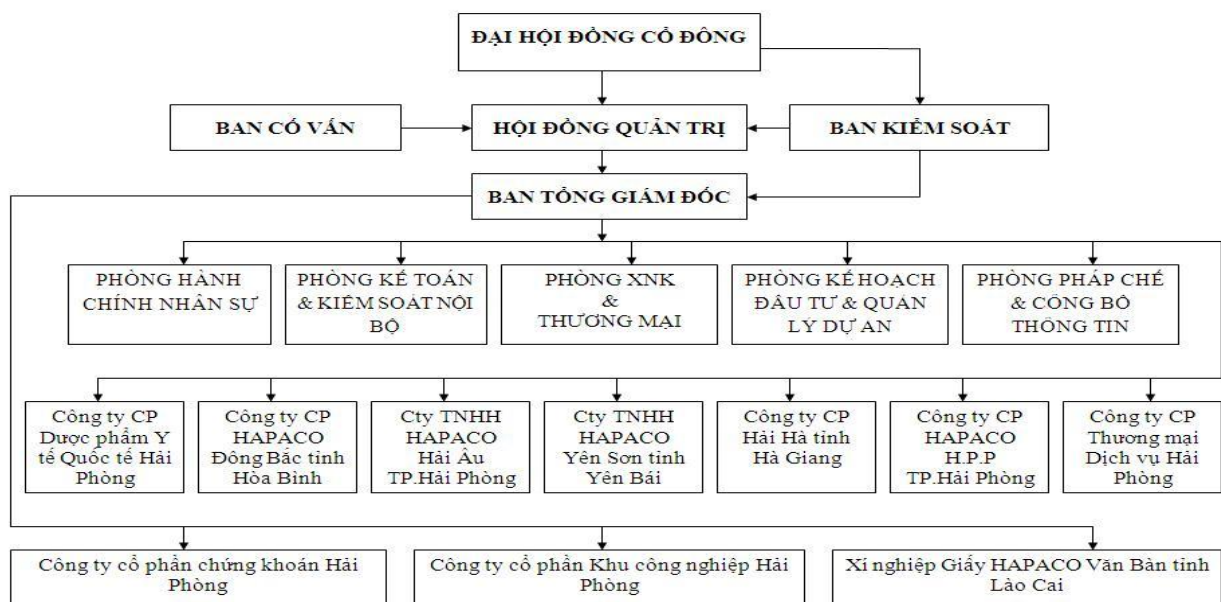 ĐẠI HỘI ĐỒNG CỔ ĐÔNG
BAN CỐ VẤN
HỘI ĐỒNG QUẢN TRỊ
BAN KIỂM SOÁT
BAN TỔNG GIÁM ĐỐC
PHÒNG HÀNH
CHÍNH NHÂN SỰ
PHÒNG KẾ TOÁN
& KIỂM SOÁT NỘI
BỘ
PHÒNG XNK
&
THƯƠNG MẠI
PHÒNG KẾ HOẠCH
ĐẦU TƯ & QUẢN
LÝ DỰ ÁN
PHÒNG PHÁP CHẾ
& CÔNG BỐ
THÔNG TIN
Công ty CP
Dược phẩm Y
tế Quốc tế Hải
Phòng
Công ty CP
HAPACO
Đông Bắc tỉnh
Hòa Bình
Cty TNHH
HAPACO
Hải Âu
TP.Hải Phòng
Cty TNHH
HAPACO
Yên Sơn tỉnh
Yên Bái
Công ty CP
Hải Hà tỉnh
Hà Giang
Công ty CP
HAPACO
H.P.P
TP.Hải Phòng
Công ty CP
Thương mại
Dịch vụ Hải
Phòng
Công ty cổ phần chứng khoán Hải
Phòng
Công ty cổ phần Khu công nghiệp Hải
Phòng
Xí nghiệp Giấy HAPACO Văn Bàn tỉnh
Lào Cai